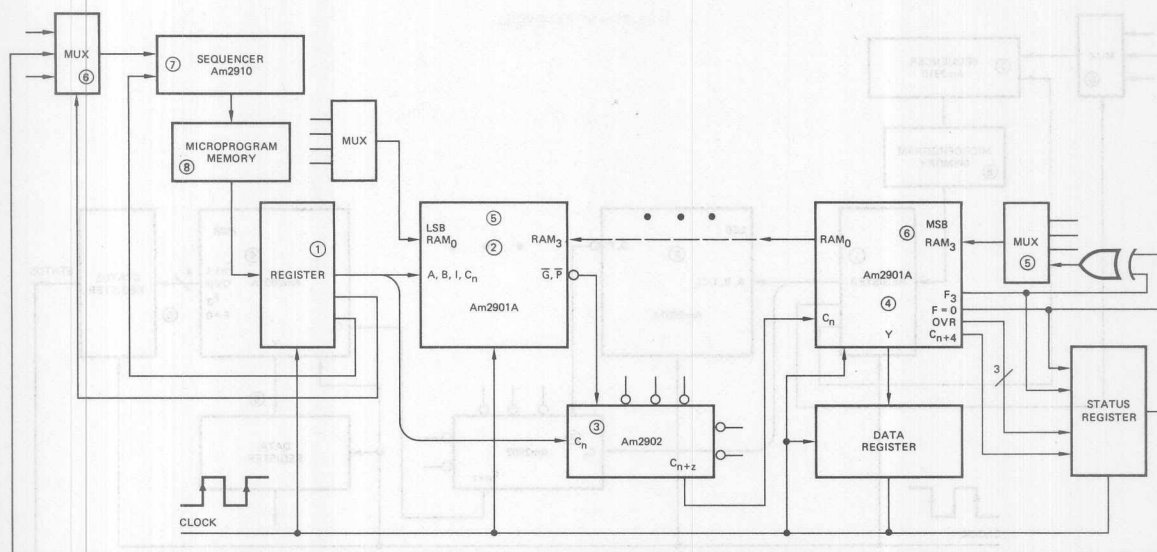 MUX
⑥
⑦
SEQUENCER
Am2910
MICROPROGRAM
MEMORY
⑧
MUX
①
REGISTER
⑤
LSB
RAM0
②
RAM3
A, B, I, Cn
G̅, P̅
Am2901A
• • •
⑥
MSB
RAM0
RAM3
Am2901A
④
Cn
Y
F3
F = 0
OVR
Cn+4
MUX
⑤
3
STATUS
REGISTER
③
Am2902
Cn
Cn+z
DATA
REGISTER
CLOCK